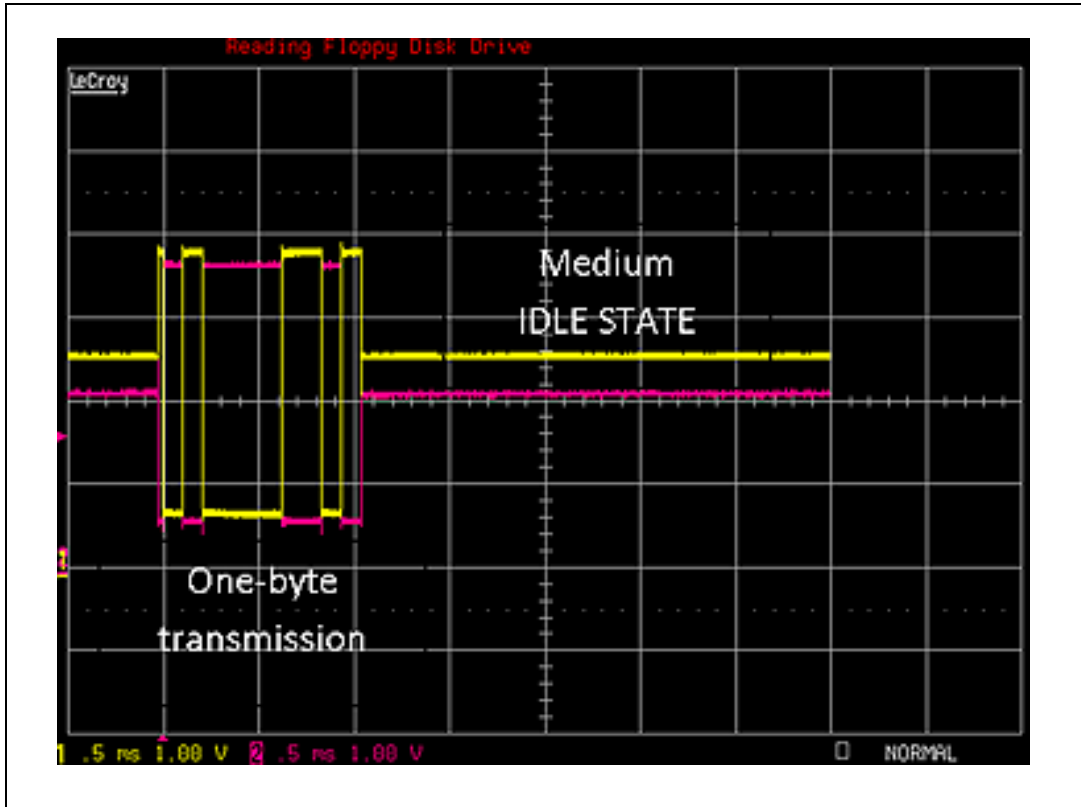 Reading Floppy Disk Drive
LeCroy
Medium
IDLE STATE
1
One-byte
transmission
1 .5 ms 1.00 V 2 .5 ms 1.00 V NORMAL